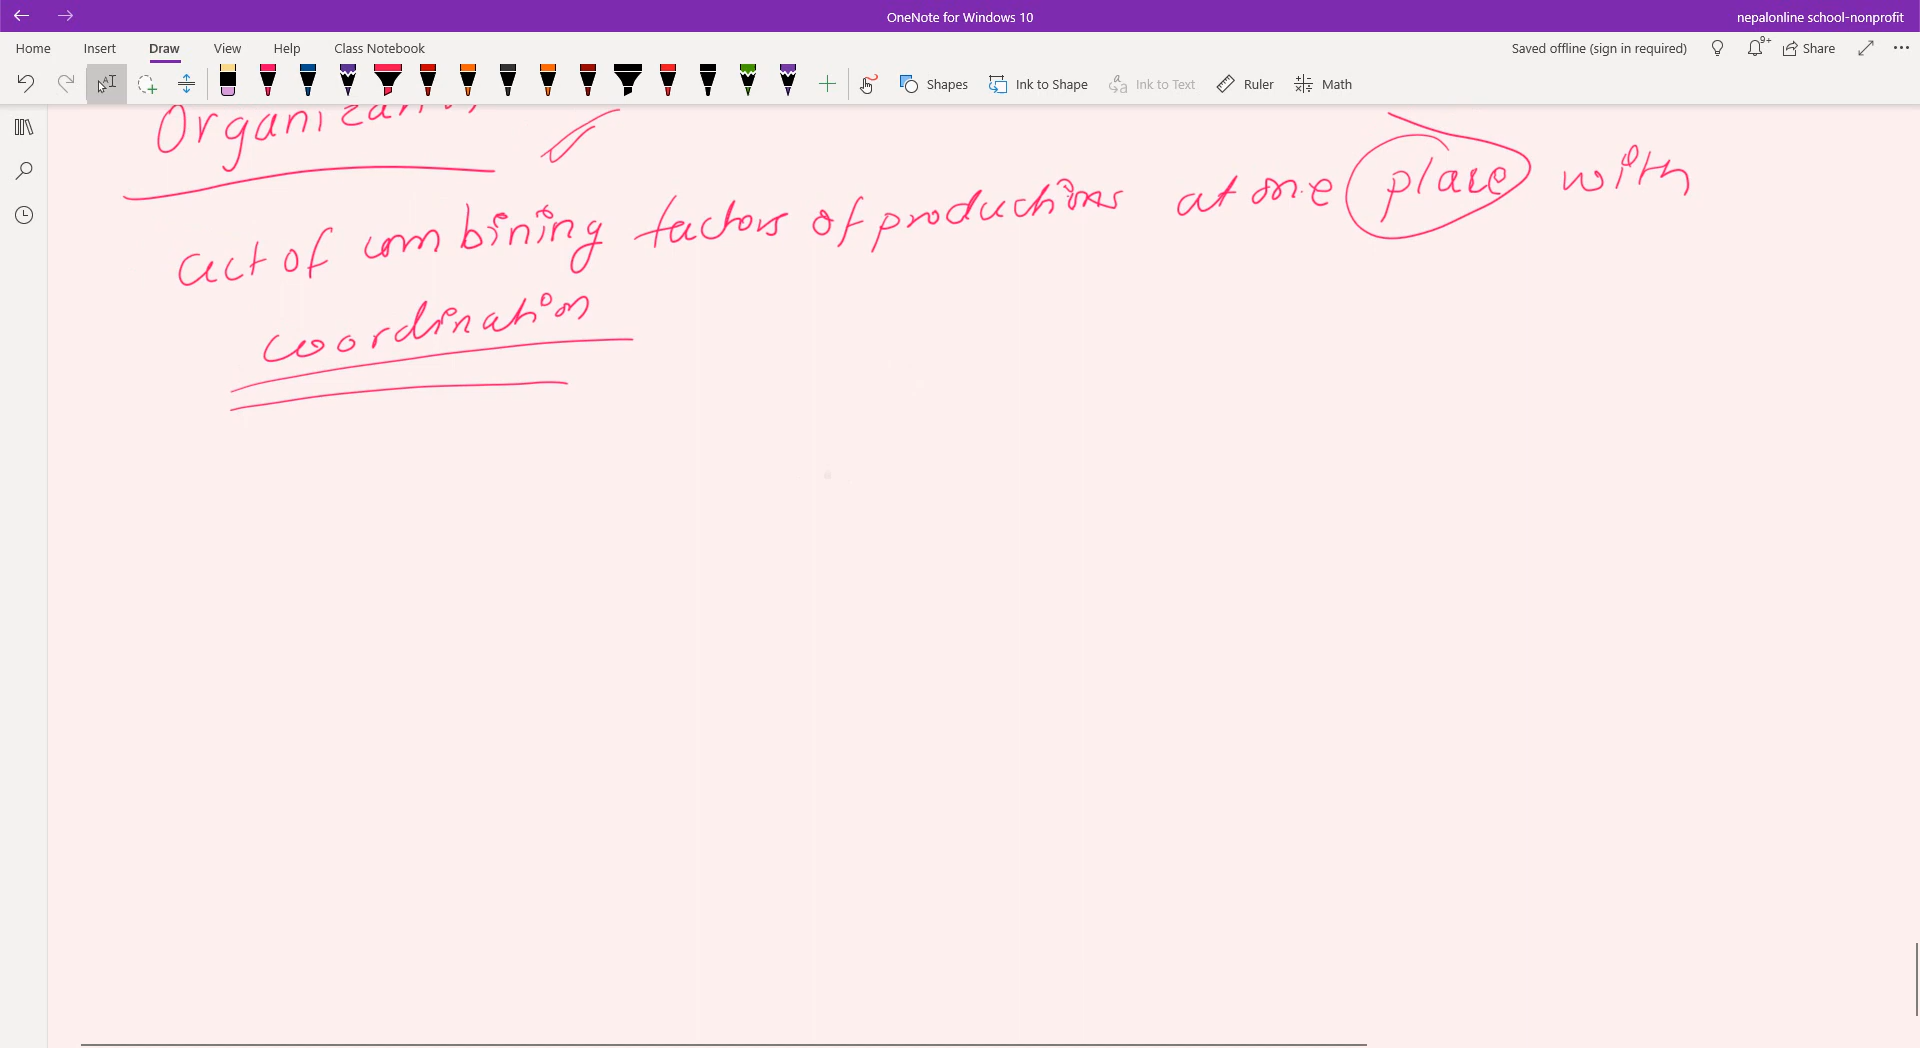 OneNote for Windows 10
nepalonline school-nonprofit
Home Insert Draw View Help Class Notebook
Saved offline (sign in required) 9+ Share
Shapes Ink to Shape Ink to Text Ruler Math
Organization
act of combining factors of productions at one place with
coordination